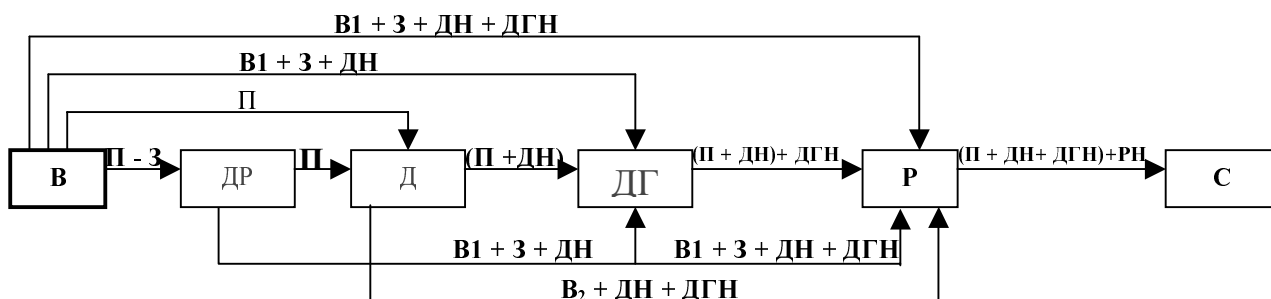 В1 + З + ДН + ДГН
В1 + З + ДН
П
В
П - З
ДР
П
Д
(П +ДН)
ДГ
(П + ДН)+ ДГН
Р
(П + ДН+ ДГН)+РН
С
В1 + З + ДН
В1 + З + ДН + ДГН
В2 + ДН + ДГН